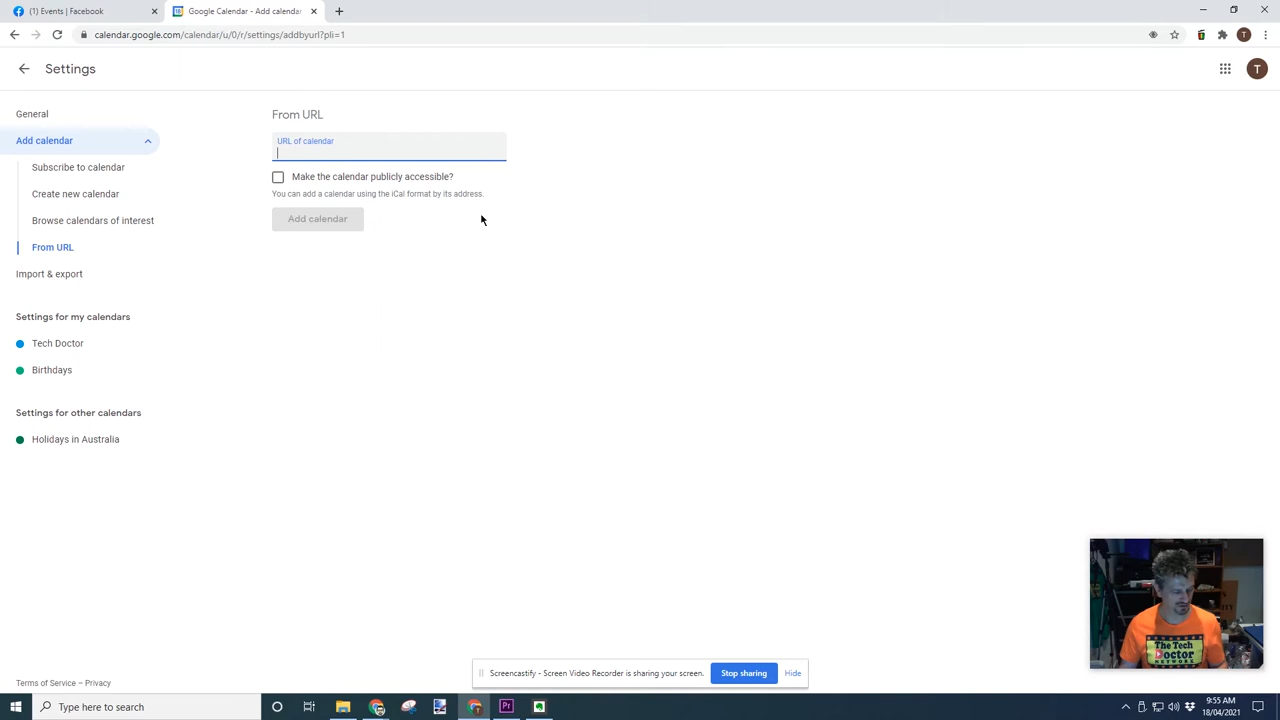 (1) Events | Facebook
Google Calendar - Add calendar
calendar.google.com/calendar/u/0/r/settings/addbyurl?pli=1
T
Settings
T
General
Add calendar
Subscribe to calendar
Create new calendar
Browse calendars of interest
From URL
Import & export
Settings for my calendars
Tech Doctor
Birthdays
Settings for other calendars
Holidays in Australia
From URL
URL of calendar
Make the calendar publicly accessible?
You can add a calendar using the iCal format by its address.
Add calendar
THE TECH
DOCTOR
NETWORK
Screencastify - Screen Video Recorder is sharing your screen.
Stop sharing
Hide
Terms of Service – Privacy
Type here to search
9:55 AM
18/04/2021